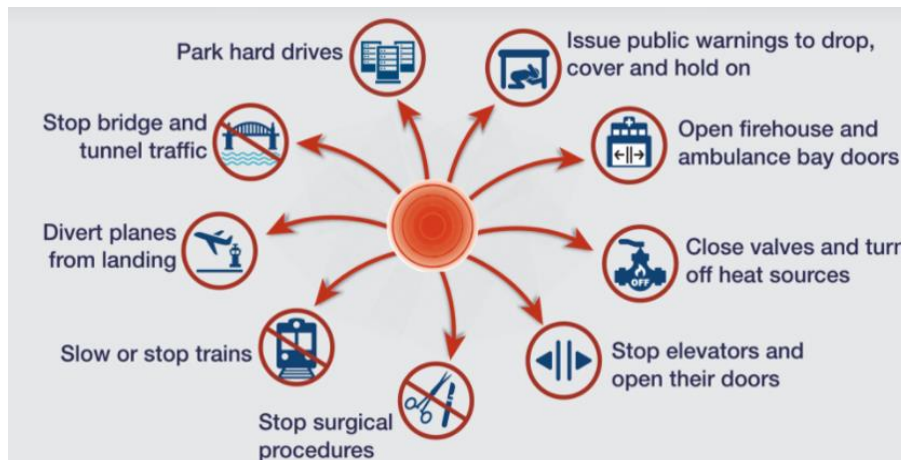 Park hard drives
Issue public warnings to drop,
cover and hold on
Stop bridge and
tunnel traffic
Open firehouse and
ambulance bay doors
Divert planes
from landing
Close valves and turn
off heat sources
OFF
Slow or stop trains
Stop elevators and
open their doors
Stop surgical
procedures